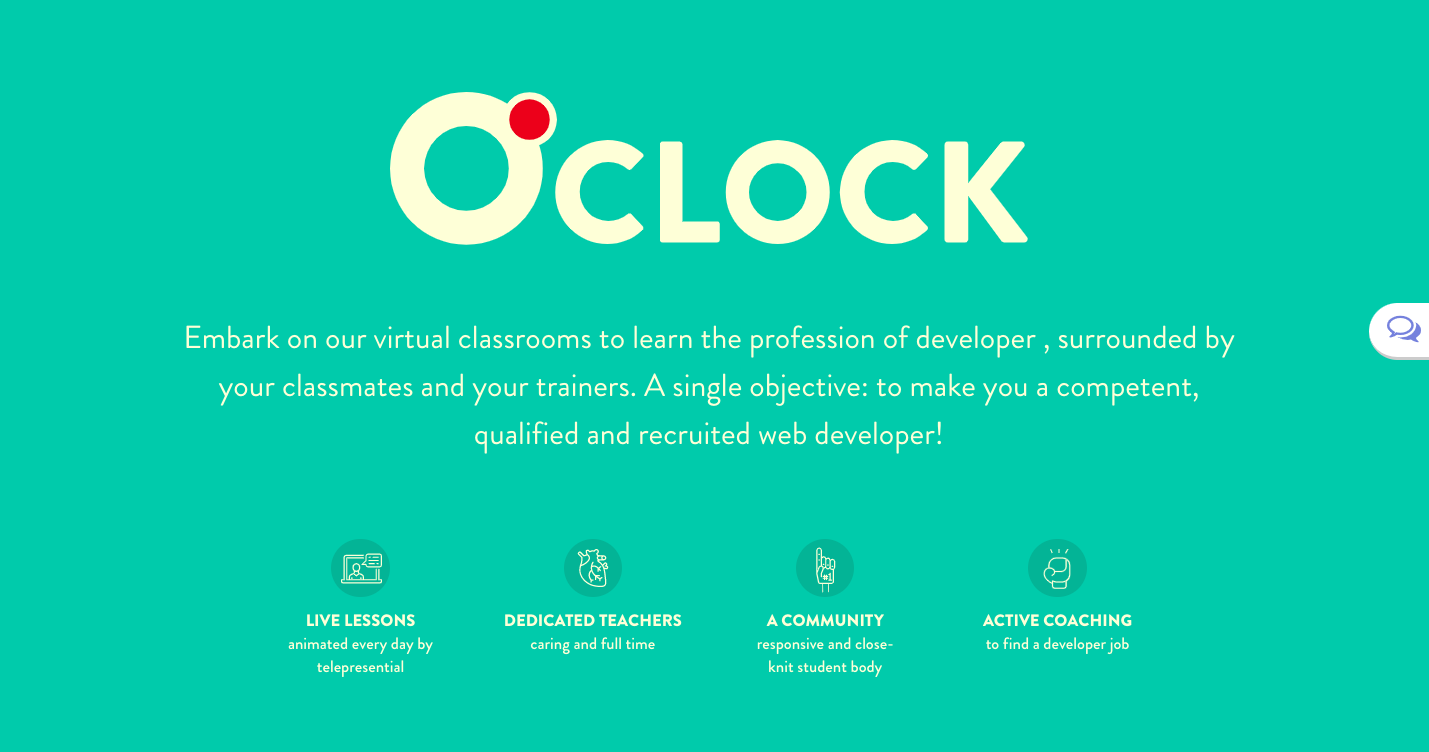 O'CLOCK
Embark on our virtual classrooms to learn the profession of developer , surrounded by
your classmates and your trainers. A single objective: to make you a competent,
qualified and recruited web developer!
#1
LIVE LESSONS
animated every day by
telepresential
DEDICATED TEACHERS
caring and full time
A COMMUNITY
responsive and close-
knit student body
ACTIVE COACHING
to find a developer job